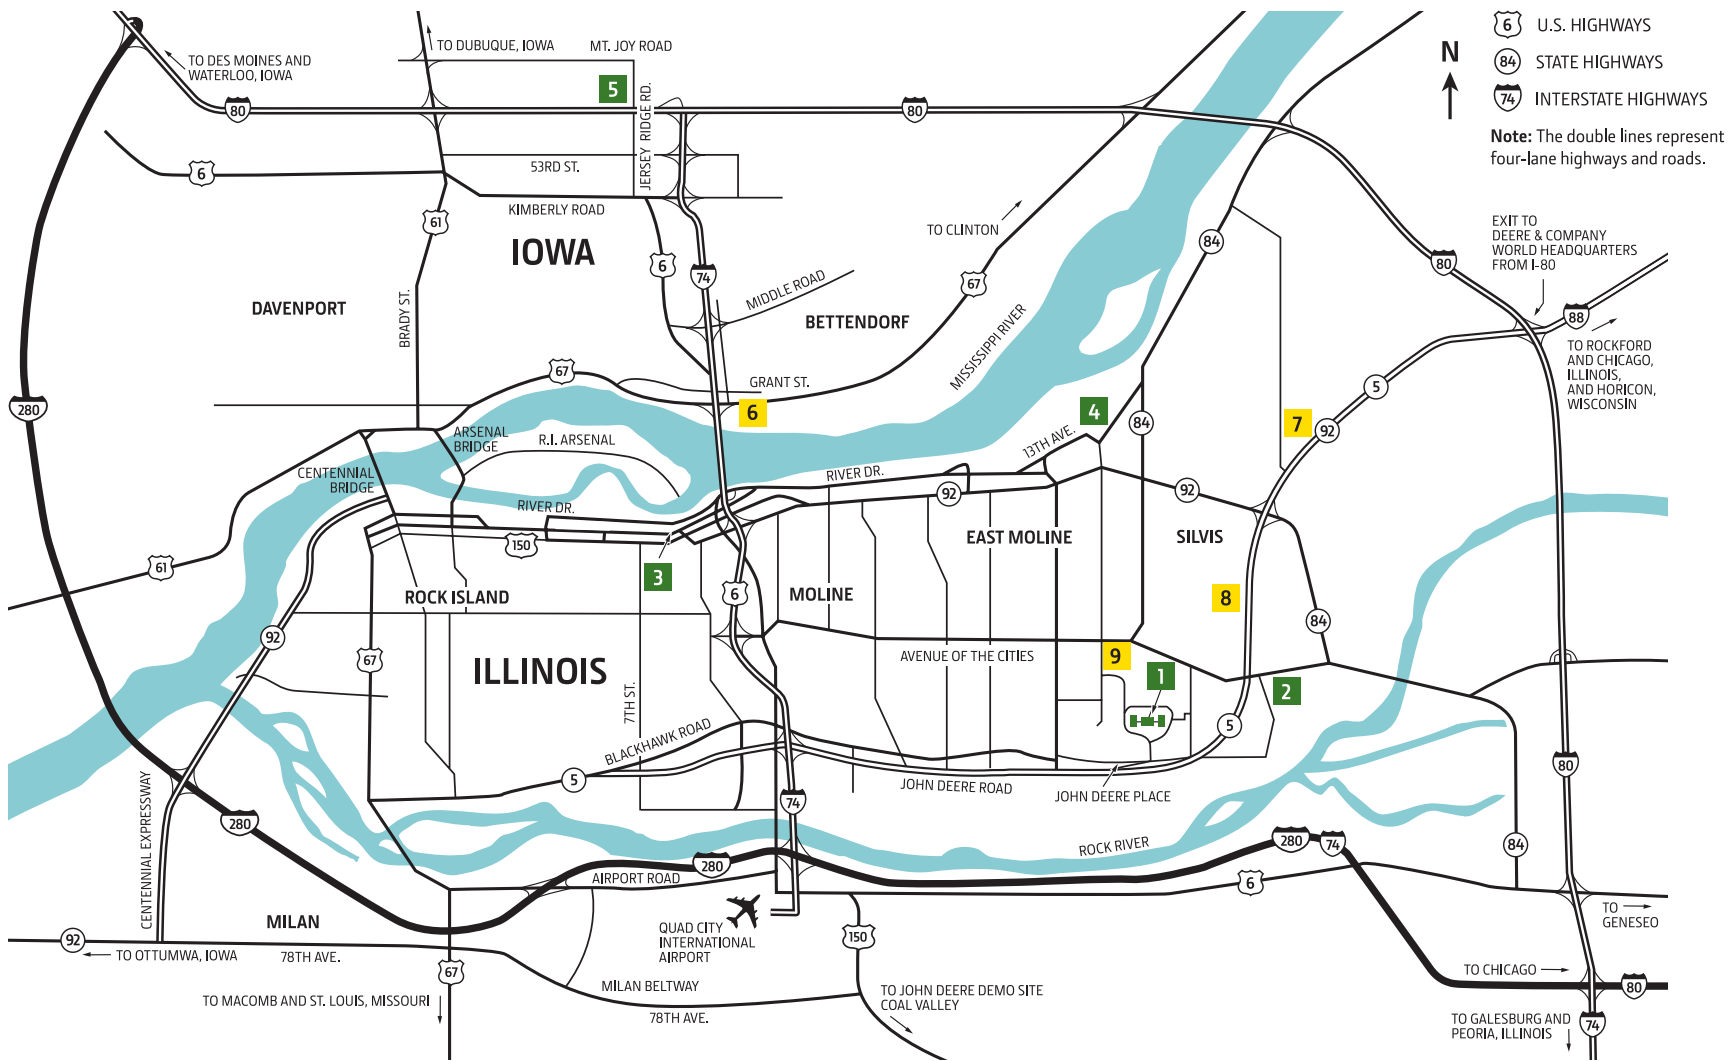 6 U.S. HIGHWAYS
84 STATE HIGHWAYS
74 INTERSTATE HIGHWAYS
Note: The double lines represent
four-lane highways and roads.
N
TO DES MOINES AND
WATERLOO, IOWA
TO DUBUQUE, IOWA
MT. JOY ROAD
5
80
80
JERSEY RIDGE RD.
53RD ST.
6
KIMBERLY ROAD
61
IOWA
6
74
TO CLINTON
84
67
80
EXIT TO
DEERE & COMPANY
WORLD HEADQUARTERS
FROM I-80
88
TO ROCKFORD
AND CHICAGO,
ILLINOIS,
AND HORICON,
WISCONSIN
DAVENPORT
BRADY ST.
MIDDLE ROAD
BETTENDORF
MISSISSIPPI RIVER
67
GRANT ST.
5
280
6
4
84
7
92
ARSENAL
BRIDGE
R.I. ARSENAL
13TH AVE.
CENTENNIAL
BRIDGE
RIVER DR.
92
92
RIVER DR.
150
EAST MOLINE
SILVIS
61
3
ROCK ISLAND
6
MOLINE
8
92
84
67
ILLINOIS
AVENUE OF THE CITIES
9
1
2
7TH ST.
BLACKHAWK ROAD
5
5
JOHN DEERE ROAD
JOHN DEERE PLACE
80
74
CENTENNIAL EXPRESSWAY
280
ROCK RIVER
280
74
84
280
AIRPORT ROAD
6
MILAN
QUAD CITY
INTERNATIONAL
AIRPORT
150
TO
GENESEO
92
TO OTTUMWA, IOWA
78TH AVE.
67
MILAN BELTWAY
TO CHICAGO
80
TO MACOMB AND ST. LOUIS, MISSOURI
78TH AVE.
TO JOHN DEERE DEMO SITE
COAL VALLEY
TO GALESBURG AND
PEORIA, ILLINOIS
74